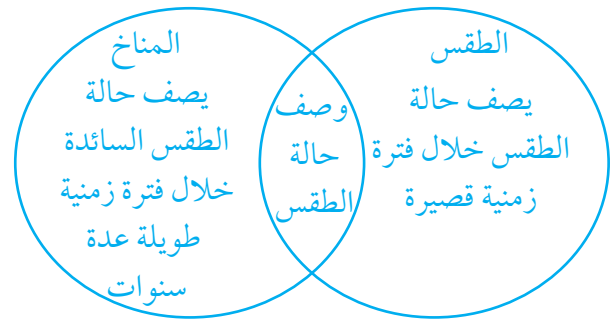 الطقس
يصف حالة
الطقس خلال فترة
زمنية قصيرة
وصف
حالة
الطقس
المناخ
يصف حالة
الطقس السائدة
خلال فترة زمنية
طويلة عدة
سنوات